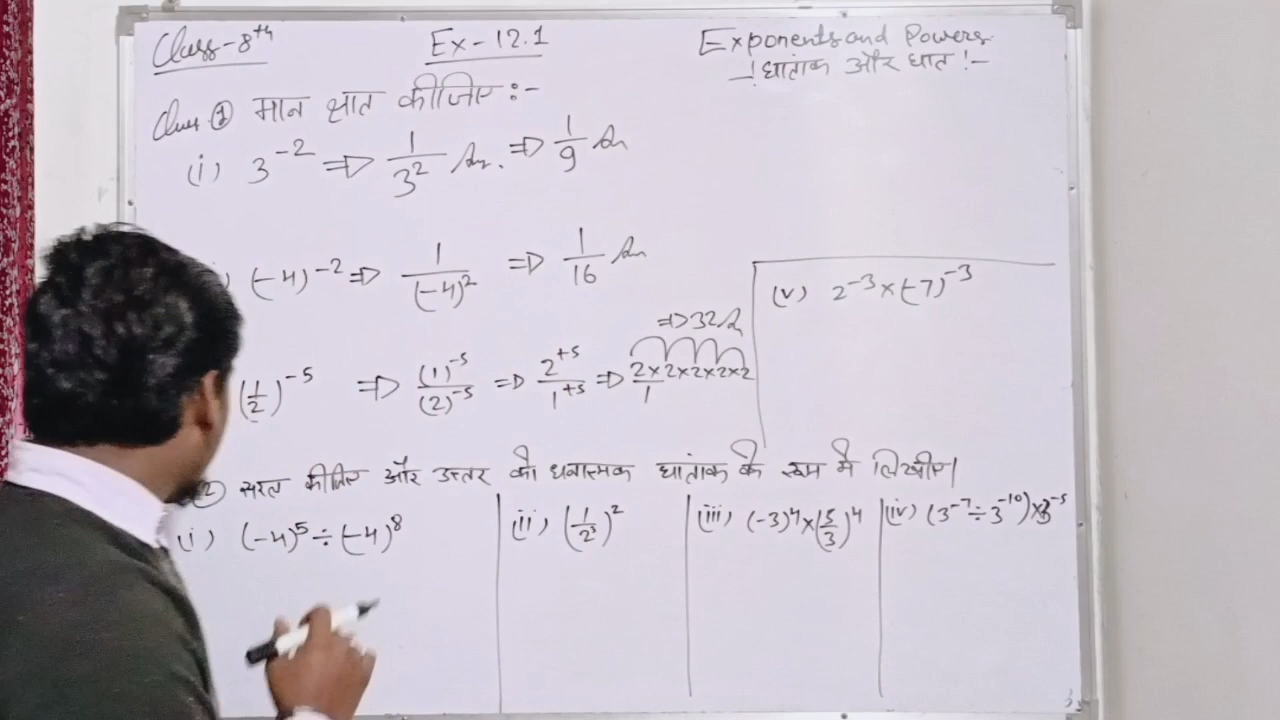 Class-8th
Ex-12.1
Exponents and Powers
-! घातांक और घात !-
① मान ज्ञात कीजिए :-
(i) 3⁻² ⇒ 1/3² Ans. ⇒ 1/9 Ans
) (-4)⁻² ⇒ 1/(-4)² ⇒ 1/16 Ans
(1/2)⁻⁵ ⇒ (1)⁻⁵/(2)⁻⁵ ⇒ 2⁺⁵/1⁺⁵ ⇒ 2×2×2×2×2/1
⇒ 32 Ans
(v) 2⁻³×(-7)⁻³
② सरल कीजिए और उत्तर को धनात्मक घातांक के रूप में लिखीए।
(i) (-4)⁵÷(-4)⁸
(ii) (1/2³)²
(iii) (-3)⁴×(5/3)⁴
(iv) (3⁻⁷÷3⁻¹⁰)×3⁻⁵